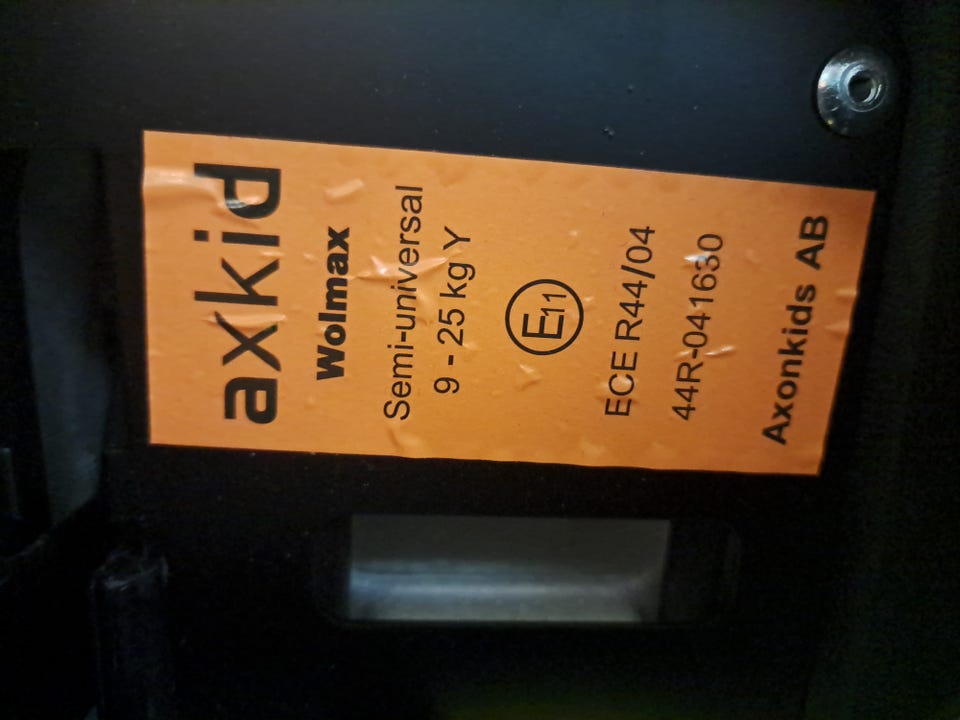 axkid
Wolmax
Semi-universal
9 - 25 kg Y
E11
ECE R44/04
44R-041630
Axonkids AB